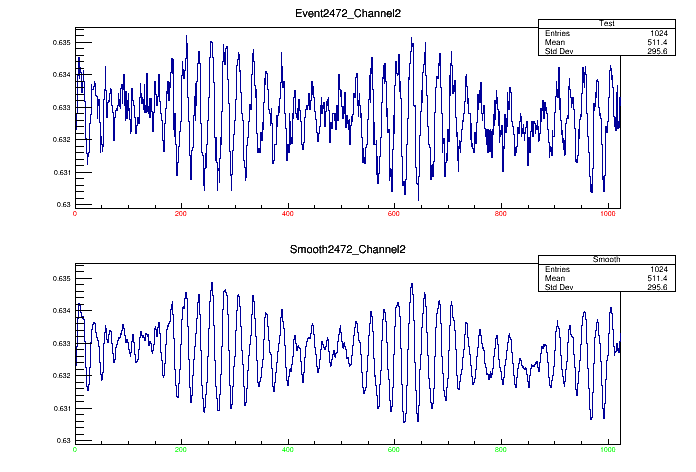 Event2472_Channel2
Test
Entries 1024
Mean 511.4
Std Dev 295.6
0.635
0.634
0.633
0.632
0.631
0.63
0 200 400 600 800 1000
Smooth2472_Channel2
Smooth
Entries 1024
Mean 511.4
Std Dev 295.6
0.635
0.634
0.633
0.632
0.631
0.63
0 200 400 600 800 1000